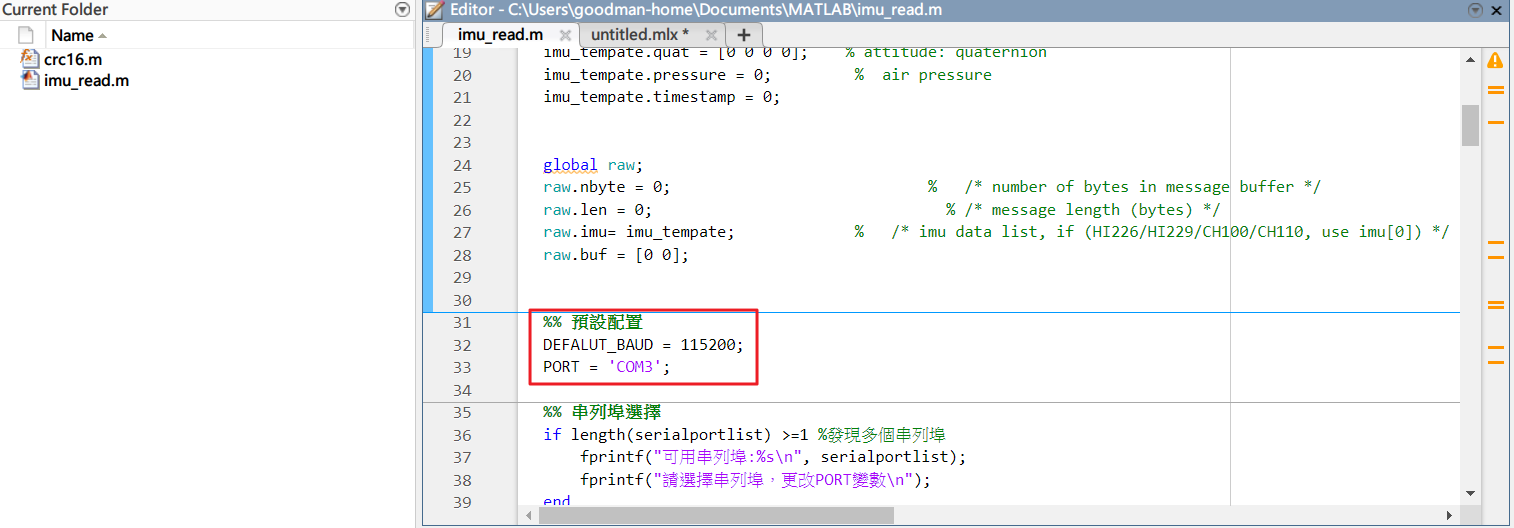 Current Folder
Name
crc16.m
imu_read.m
Editor - C:\Users\goodman-home\Documents\MATLAB\imu_read.m
imu_read.m
untitled.mlx *
19 imu_tempate.quat = [0 0 0 0]; % attitude: quaternion
20 imu_tempate.pressure = 0; % air pressure
21 imu_tempate.timestamp = 0;
22
23
24 global raw;
25 raw.nbyte = 0; % /* number of bytes in message buffer */
26 raw.len = 0; % /* message length (bytes) */
27 raw.imu= imu_tempate; % /* imu data list, if (HI226/HI229/CH100/CH110, use imu[0]) */
28 raw.buf = [0 0];
29
30
31 %% 預設配置
32 DEFALUT_BAUD = 115200;
33 PORT = 'COM3';
34
35 %% 串列埠選擇
36 if length(serialportlist) >=1 %發現多個串列埠
37 fprintf("可用串列埠:%s\n", serialportlist);
38 fprintf("請選擇串列埠，更改PORT變數\n");
39 end